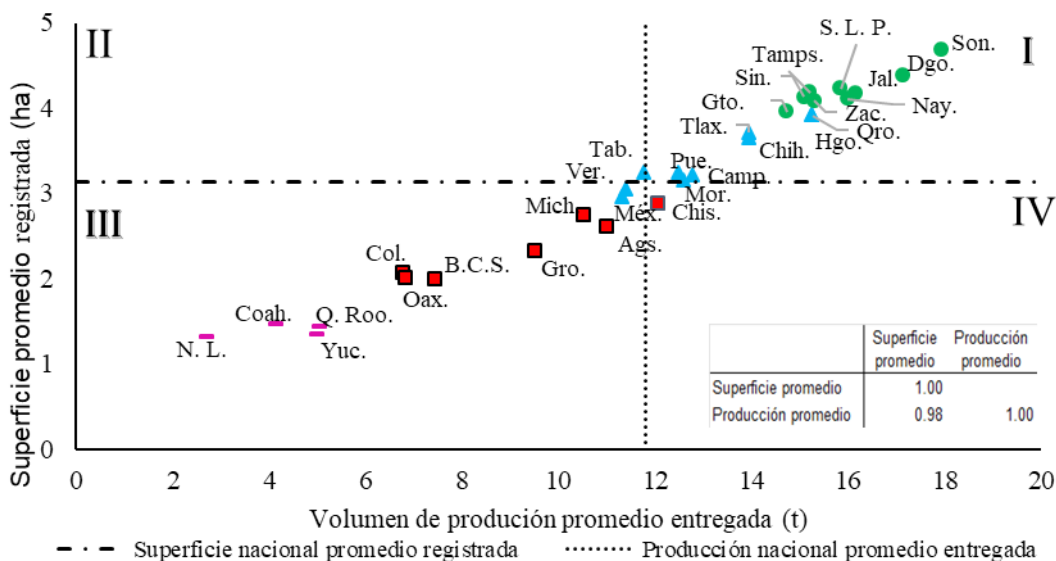 Superficie promedio registrada (ha)
5
4
3
2
1
0
II
I
III
IV
S. L. P.
Son.
Tamps.
Dgo.
Jal.
Sin.
Nay.
Gto.
Zac.
Qro.
Tlax.
Hgo.
Chih.
Tab.
Pue.
Ver.
Camp.
Mor.
Mich
Méx.
Chis.
Ags.
Col.
B.C.S.
Gro.
Oax.
Coah.
Q. Roo.
N. L.
Yuc.
Superficie promedio Producción promedio
Superficie promedio 1.00
Producción promedio 0.98 1.00
0 2 4 6 8 10 12 14 16 18 20
Volumen de produción promedio entregada (t)
Superficie nacional promedio registrada
Producción nacional promedio entregada